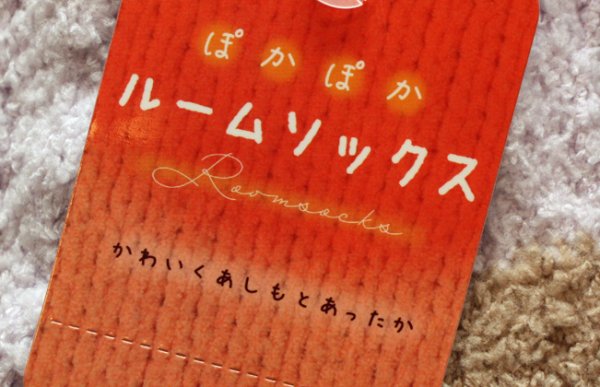 ぽかぽか
ルームソックス
Roomsocks
かわいくあしもとあったか